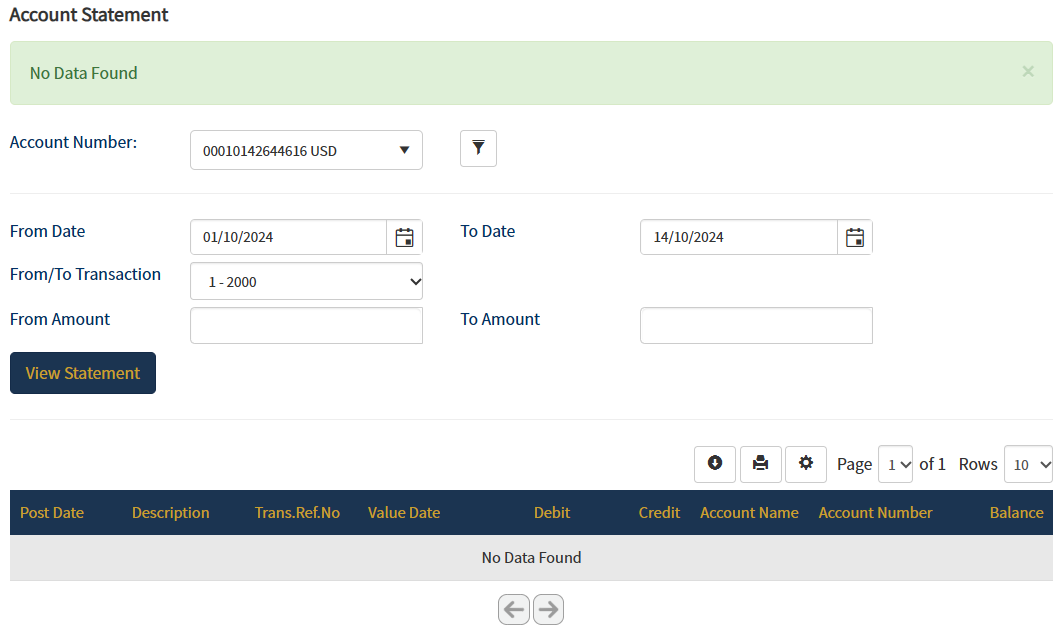 Account Statement
No Data Found ×
Account Number: 00010142644616 USD
From Date 01/10/2024 To Date 14/10/2024
From/To Transaction 1 - 2000
From Amount To Amount
View Statement
Page 1 of 1 Rows 10
Post Date Description Trans.Ref.No Value Date Debit Credit Account Name Account Number Balance
No Data Found